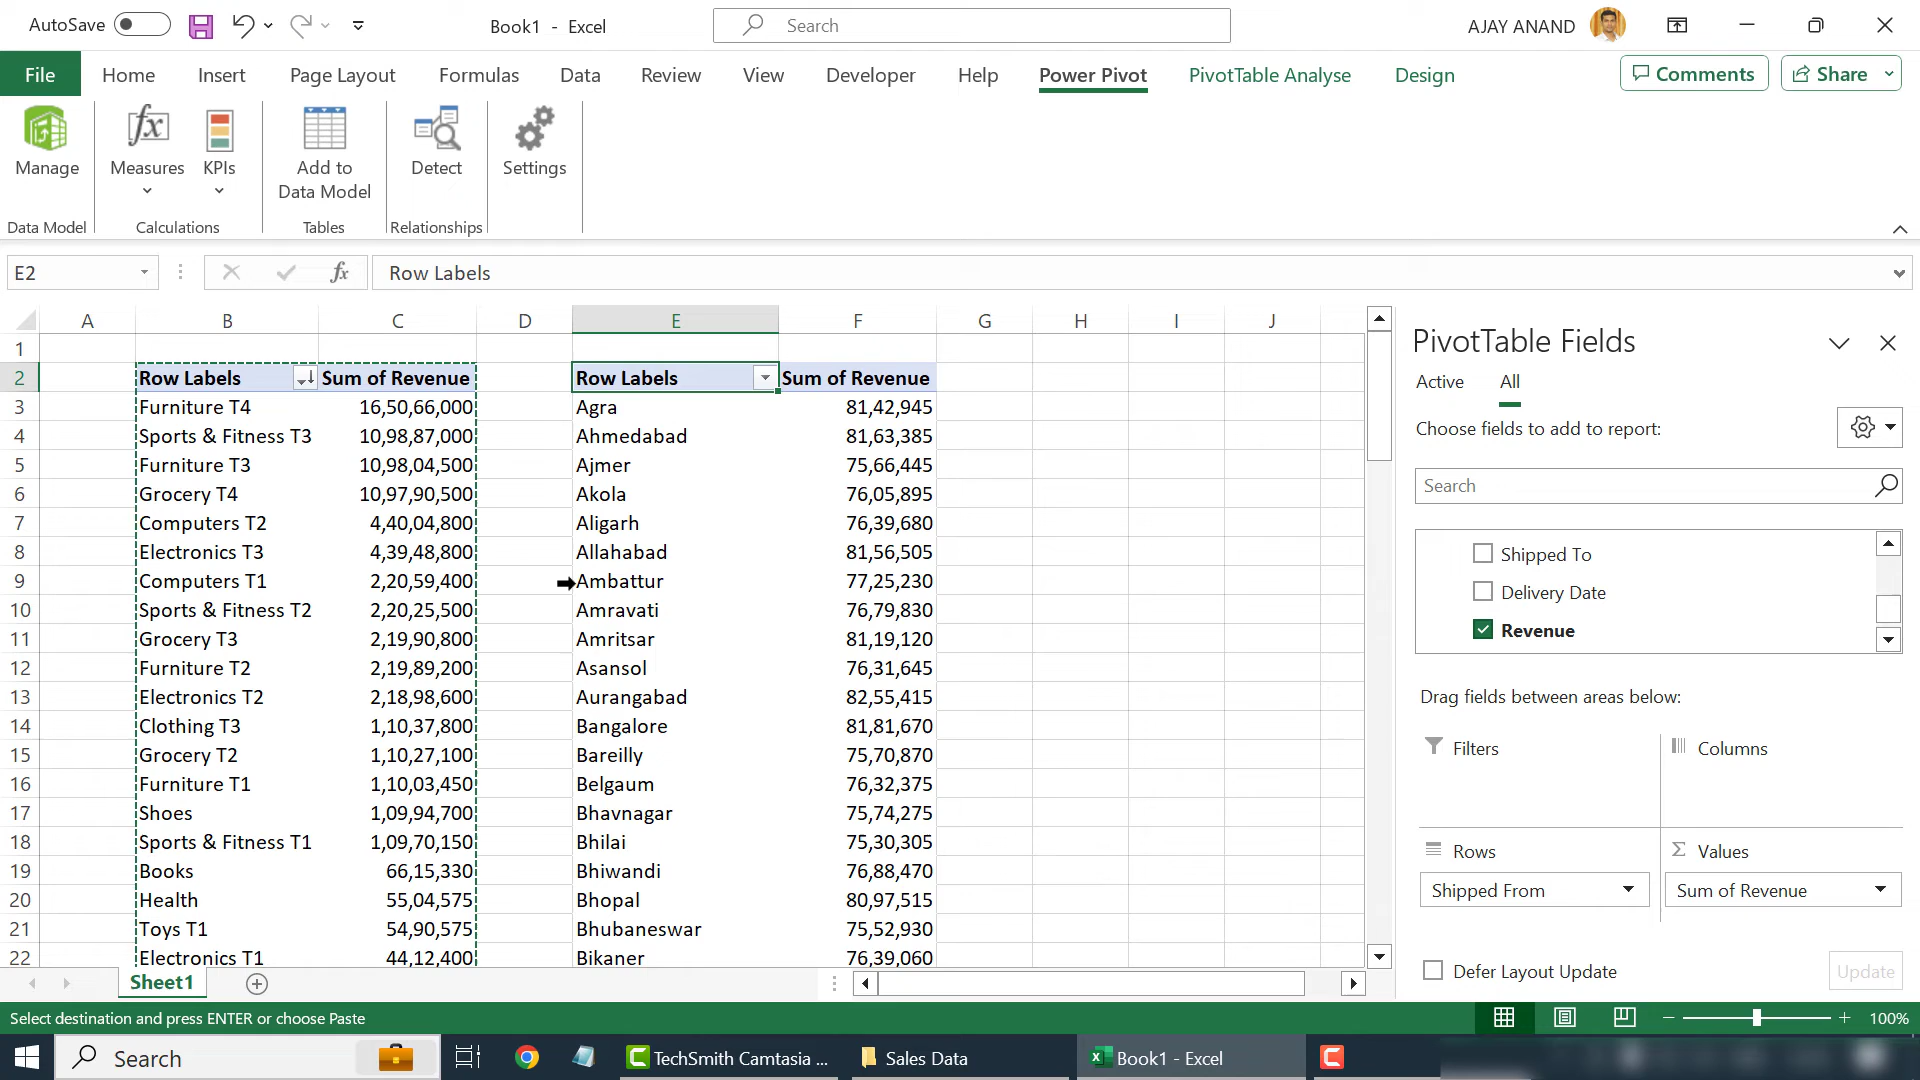 AutoSave
Book1 - Excel
Search
AJAY ANAND
File Home Insert Page Layout Formulas Data Review View Developer Help Power Pivot PivotTable Analyse Design Comments Share
fx
Manage Measures KPIs Add to Data Model Detect Settings
Data Model Calculations Tables Relationships
E2 fx Row Labels
A B C D E F G H I J
1
2 Row Labels Sum of Revenue Row Labels Sum of Revenue
3 Furniture T4 16,50,66,000 Agra 81,42,945
4 Sports & Fitness T3 10,98,87,000 Ahmedabad 81,63,385
5 Furniture T3 10,98,04,500 Ajmer 75,66,445
6 Grocery T4 10,97,90,500 Akola 76,05,895
7 Computers T2 4,40,04,800 Aligarh 76,39,680
8 Electronics T3 4,39,48,800 Allahabad 81,56,505
9 Computers T1 2,20,59,400 Ambattur 77,25,230
10 Sports & Fitness T2 2,20,25,500 Amravati 76,79,830
11 Grocery T3 2,19,90,800 Amritsar 81,19,120
12 Furniture T2 2,19,89,200 Asansol 76,31,645
13 Electronics T2 2,18,98,600 Aurangabad 82,55,415
14 Clothing T3 1,10,37,800 Bangalore 81,81,670
15 Grocery T2 1,10,27,100 Bareilly 75,70,870
16 Furniture T1 1,10,03,450 Belgaum 76,32,375
17 Shoes 1,09,94,700 Bhavnagar 75,74,275
18 Sports & Fitness T1 1,09,70,150 Bhilai 75,30,305
19 Books 66,15,330 Bhiwandi 76,88,470
20 Health 55,04,575 Bhopal 80,97,515
21 Toys T1 54,90,575 Bhubaneswar 75,52,930
22 Electronics T1 44,12,400 Bikaner 76,39,060
PivotTable Fields
Active All
Choose fields to add to report:
Search
Shipped To
Delivery Date
Revenue
Drag fields between areas below:
Filters Columns
Rows Σ Values
Shipped From Sum of Revenue
Defer Layout Update Update
Sheet1
Select destination and press ENTER or choose Paste
100%
Search TechSmith Camtasia ... Sales Data Book1 - Excel